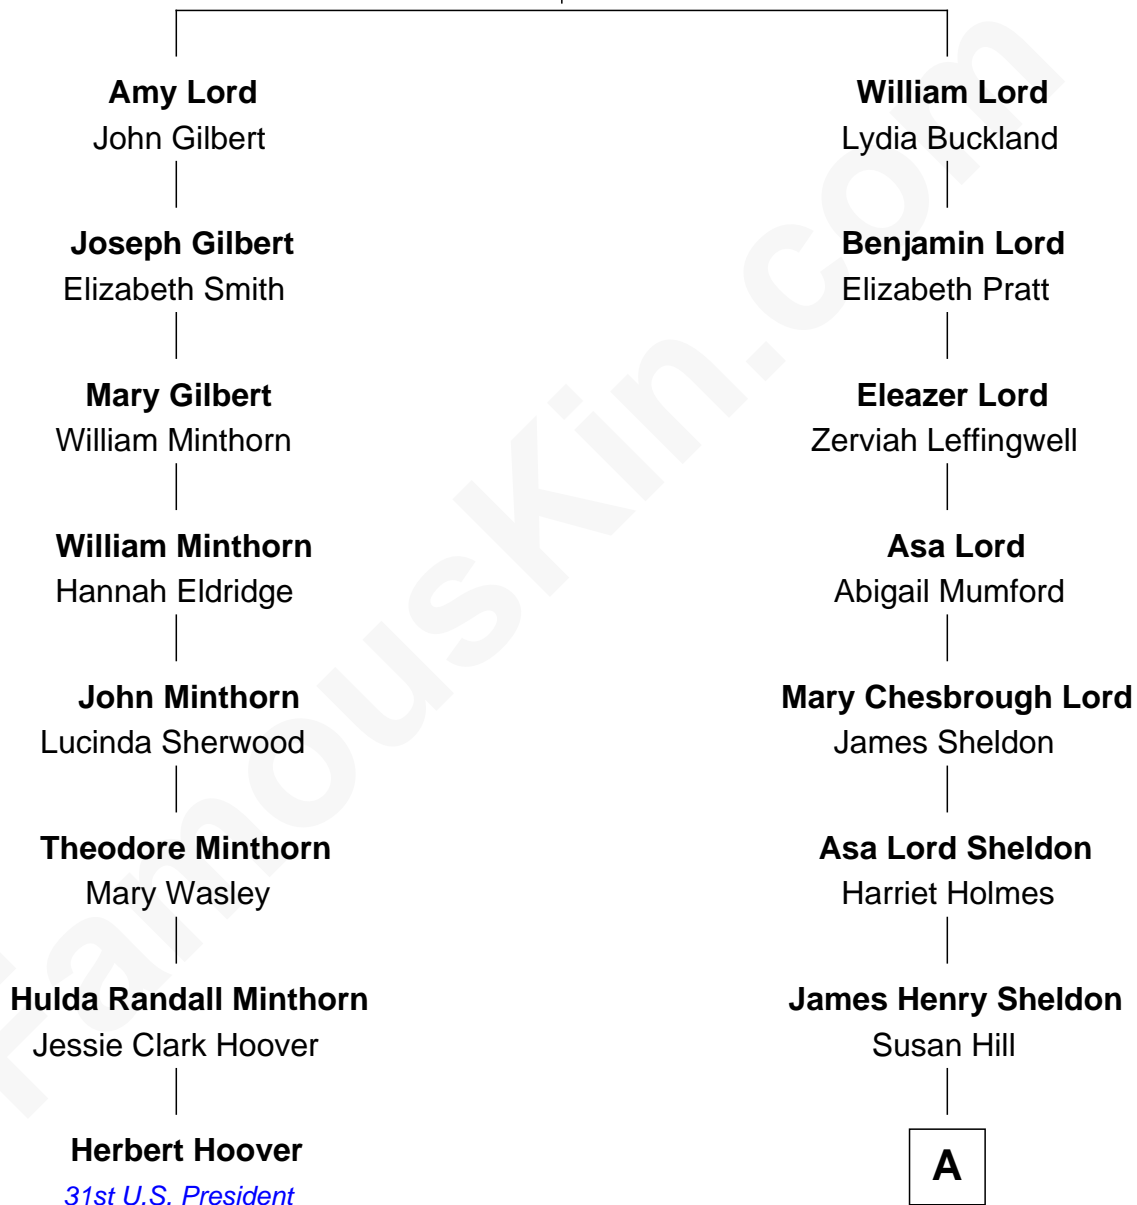 Amy Lord
John Gilbert
Joseph Gilbert
Elizabeth Smith
Mary Gilbert
William Minthorn
William Minthorn
Hannah Eldridge
John Minthorn
Lucinda Sherwood
Theodore Minthorn
Mary Wasley
Hulda Randall Minthorn
Jessie Clark Hoover
Herbert Hoover
31st U.S. President
William Lord
Lydia Buckland
Benjamin Lord
Elizabeth Pratt
Eleazer Lord
Zerviah Leffingwell
Asa Lord
Abigail Mumford
Mary Chesbrough Lord
James Sheldon
Asa Lord Sheldon
Harriet Holmes
James Henry Sheldon
Susan Hill
A
FamousKin.com